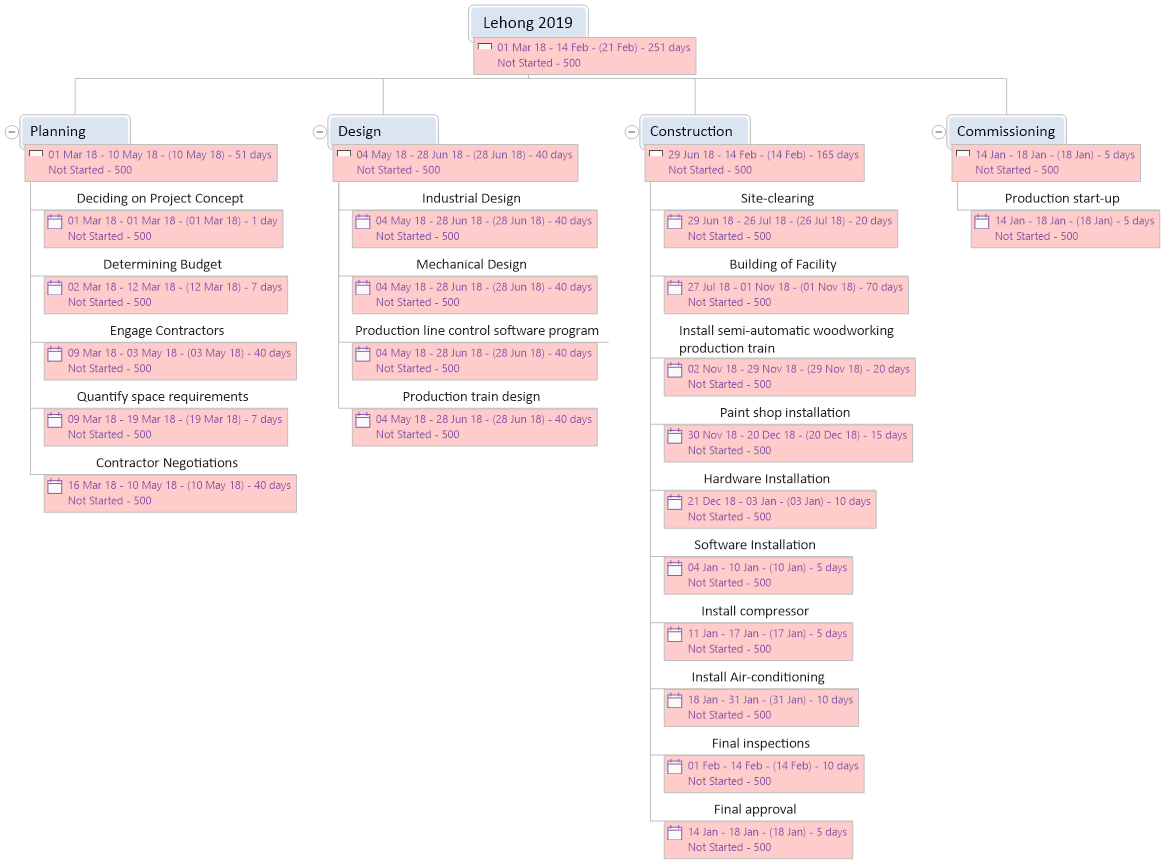 Lehong 2019
01 Mar 18 - 14 Feb - (21 Feb) - 251 days
Not Started - 500
Planning
01 Mar 18 - 10 May 18 - (10 May 18) - 51 days
Not Started - 500
Deciding on Project Concept
01 Mar 18 - 01 Mar 18 - (01 Mar 18) - 1 day
Not Started - 500
Determining Budget
02 Mar 18 - 12 Mar 18 - (12 Mar 18) - 7 days
Not Started - 500
Engage Contractors
09 Mar 18 - 03 May 18 - (03 May 18) - 40 days
Not Started - 500
Quantify space requirements
09 Mar 18 - 19 Mar 18 - (19 Mar 18) - 7 days
Not Started - 500
Contractor Negotiations
16 Mar 18 - 10 May 18 - (10 May 18) - 40 days
Not Started - 500
Design
04 May 18 - 28 Jun 18 - (28 Jun 18) - 40 days
Not Started - 500
Industrial Design
04 May 18 - 28 Jun 18 - (28 Jun 18) - 40 days
Not Started - 500
Mechanical Design
04 May 18 - 28 Jun 18 - (28 Jun 18) - 40 days
Not Started - 500
Production line control software program
04 May 18 - 28 Jun 18 - (28 Jun 18) - 40 days
Not Started - 500
Production train design
04 May 18 - 28 Jun 18 - (28 Jun 18) - 40 days
Not Started - 500
Construction
29 Jun 18 - 14 Feb - (14 Feb) - 165 days
Not Started - 500
Site-clearing
29 Jun 18 - 26 Jul 18 - (26 Jul 18) - 20 days
Not Started - 500
Building of Facility
27 Jul 18 - 01 Nov 18 - (01 Nov 18) - 70 days
Not Started - 500
Install semi-automatic woodworking
production train
02 Nov 18 - 29 Nov 18 - (29 Nov 18) - 20 days
Not Started - 500
Paint shop installation
30 Nov 18 - 20 Dec 18 - (20 Dec 18) - 15 days
Not Started - 500
Hardware Installation
21 Dec 18 - 03 Jan - (03 Jan) - 10 days
Not Started - 500
Software Installation
04 Jan - 10 Jan - (10 Jan) - 5 days
Not Started - 500
Install compressor
11 Jan - 17 Jan - (17 Jan) - 5 days
Not Started - 500
Install Air-conditioning
18 Jan - 31 Jan - (31 Jan) - 10 days
Not Started - 500
Final inspections
01 Feb - 14 Feb - (14 Feb) - 10 days
Not Started - 500
Final approval
14 Jan - 18 Jan - (18 Jan) - 5 days
Not Started - 500
Commissioning
14 Jan - 18 Jan - (18 Jan) - 5 days
Not Started - 500
Production start-up
14 Jan - 18 Jan - (18 Jan) - 5 days
Not Started - 500